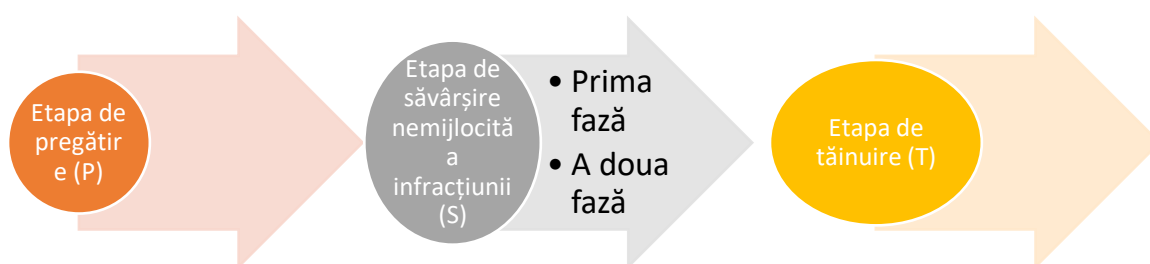 Etapa de
pregătir
e (P)
Etapa de
săvârșire
nemijlocită
a
infracțiunii
(S)
• Prima
fază
• A doua
fază
Etapa de
tăinuire (T)